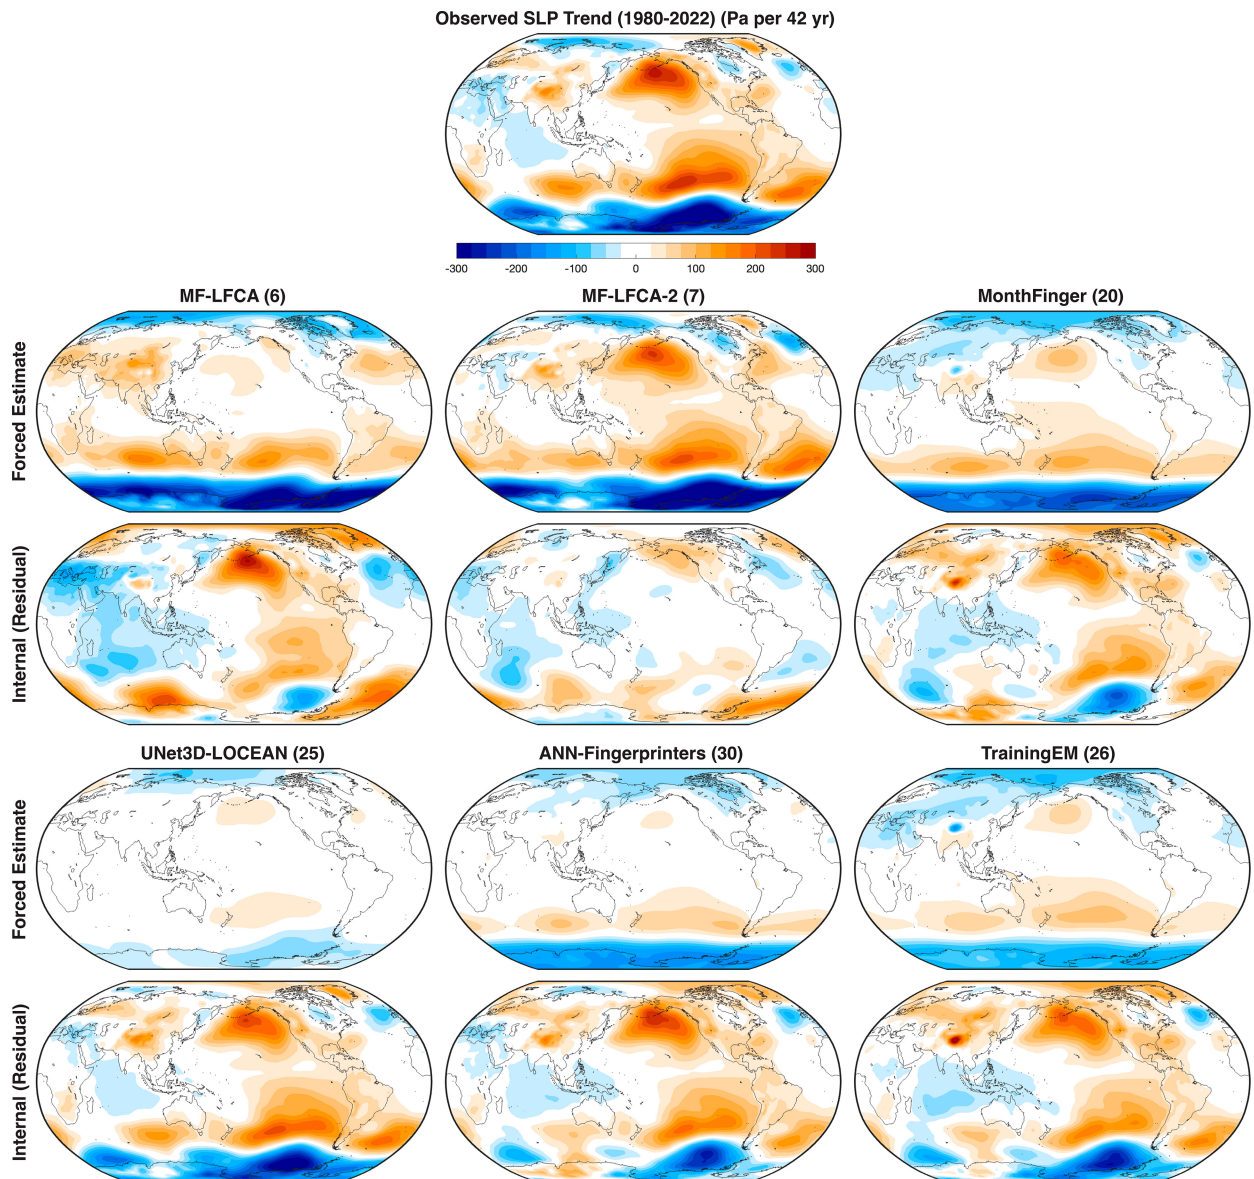 Observed SLP Trend (1980-2022) (Pa per 42 yr)
-300 -200 -100 0 100 200 300
MF-LFCA (6) MF-LFCA-2 (7) MonthFinger (20)
Forced Estimate
Internal (Residual)
UNet3D-LOCEAN (25) ANN-Fingerprinters (30) TrainingEM (26)
Forced Estimate
Internal (Residual)